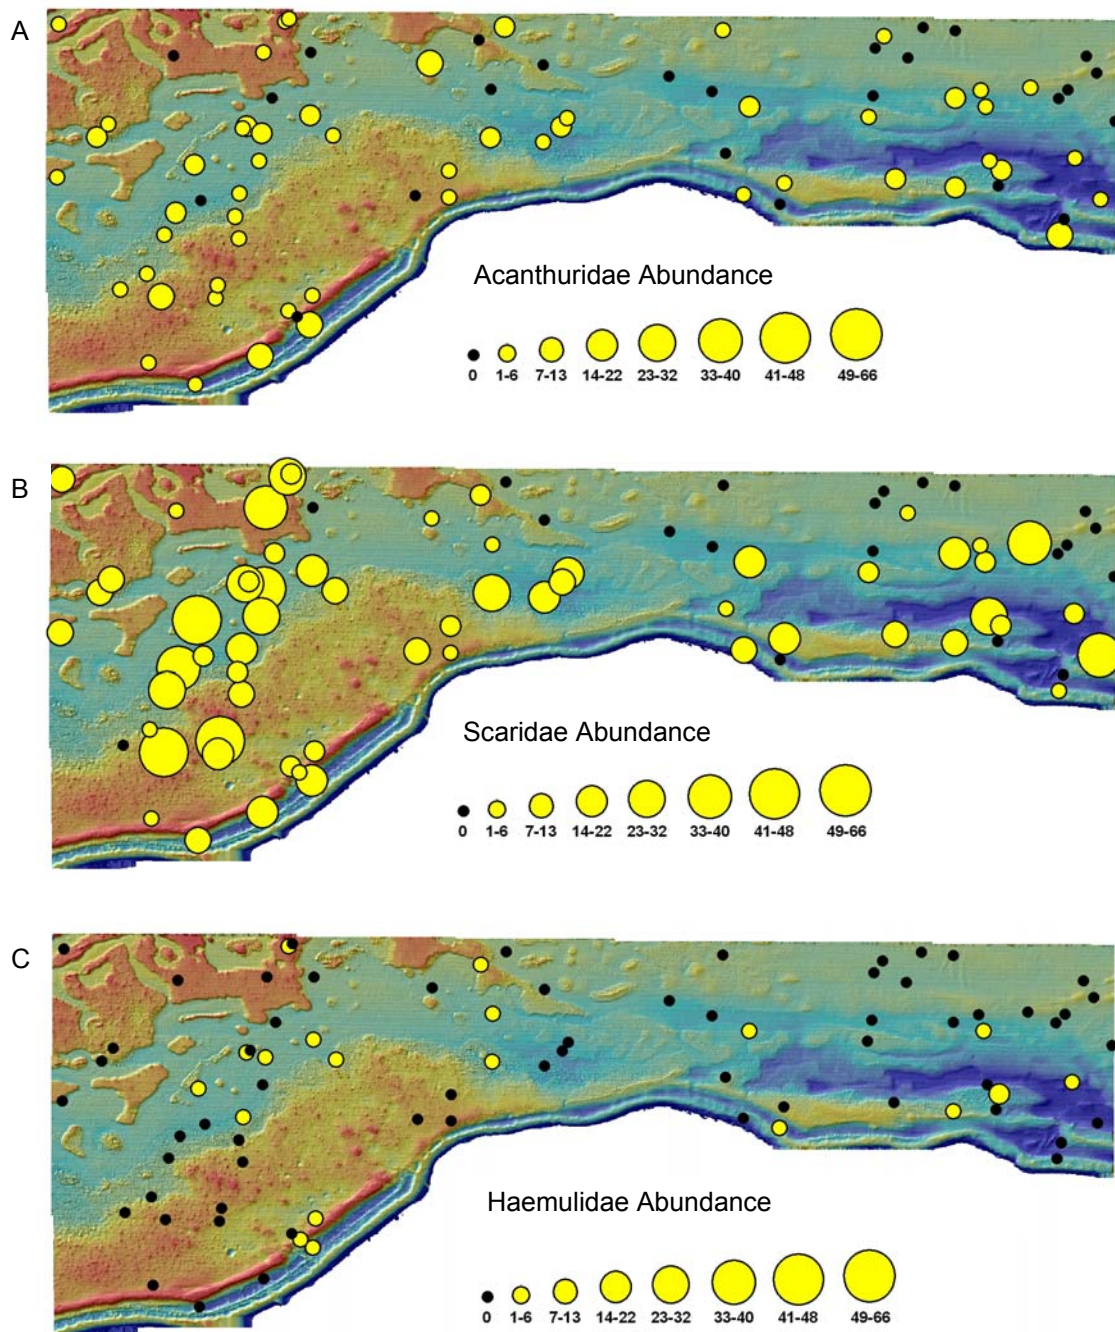 A
Acanthuridae Abundance
0 1-6 7-13 14-22 23-32 33-40 41-48 49-66
B
Scaridae Abundance
0 1-6 7-13 14-22 23-32 33-40 41-48 49-66
C
Haemulidae Abundance
0 1-6 7-13 14-22 23-32 33-40 41-48 49-66